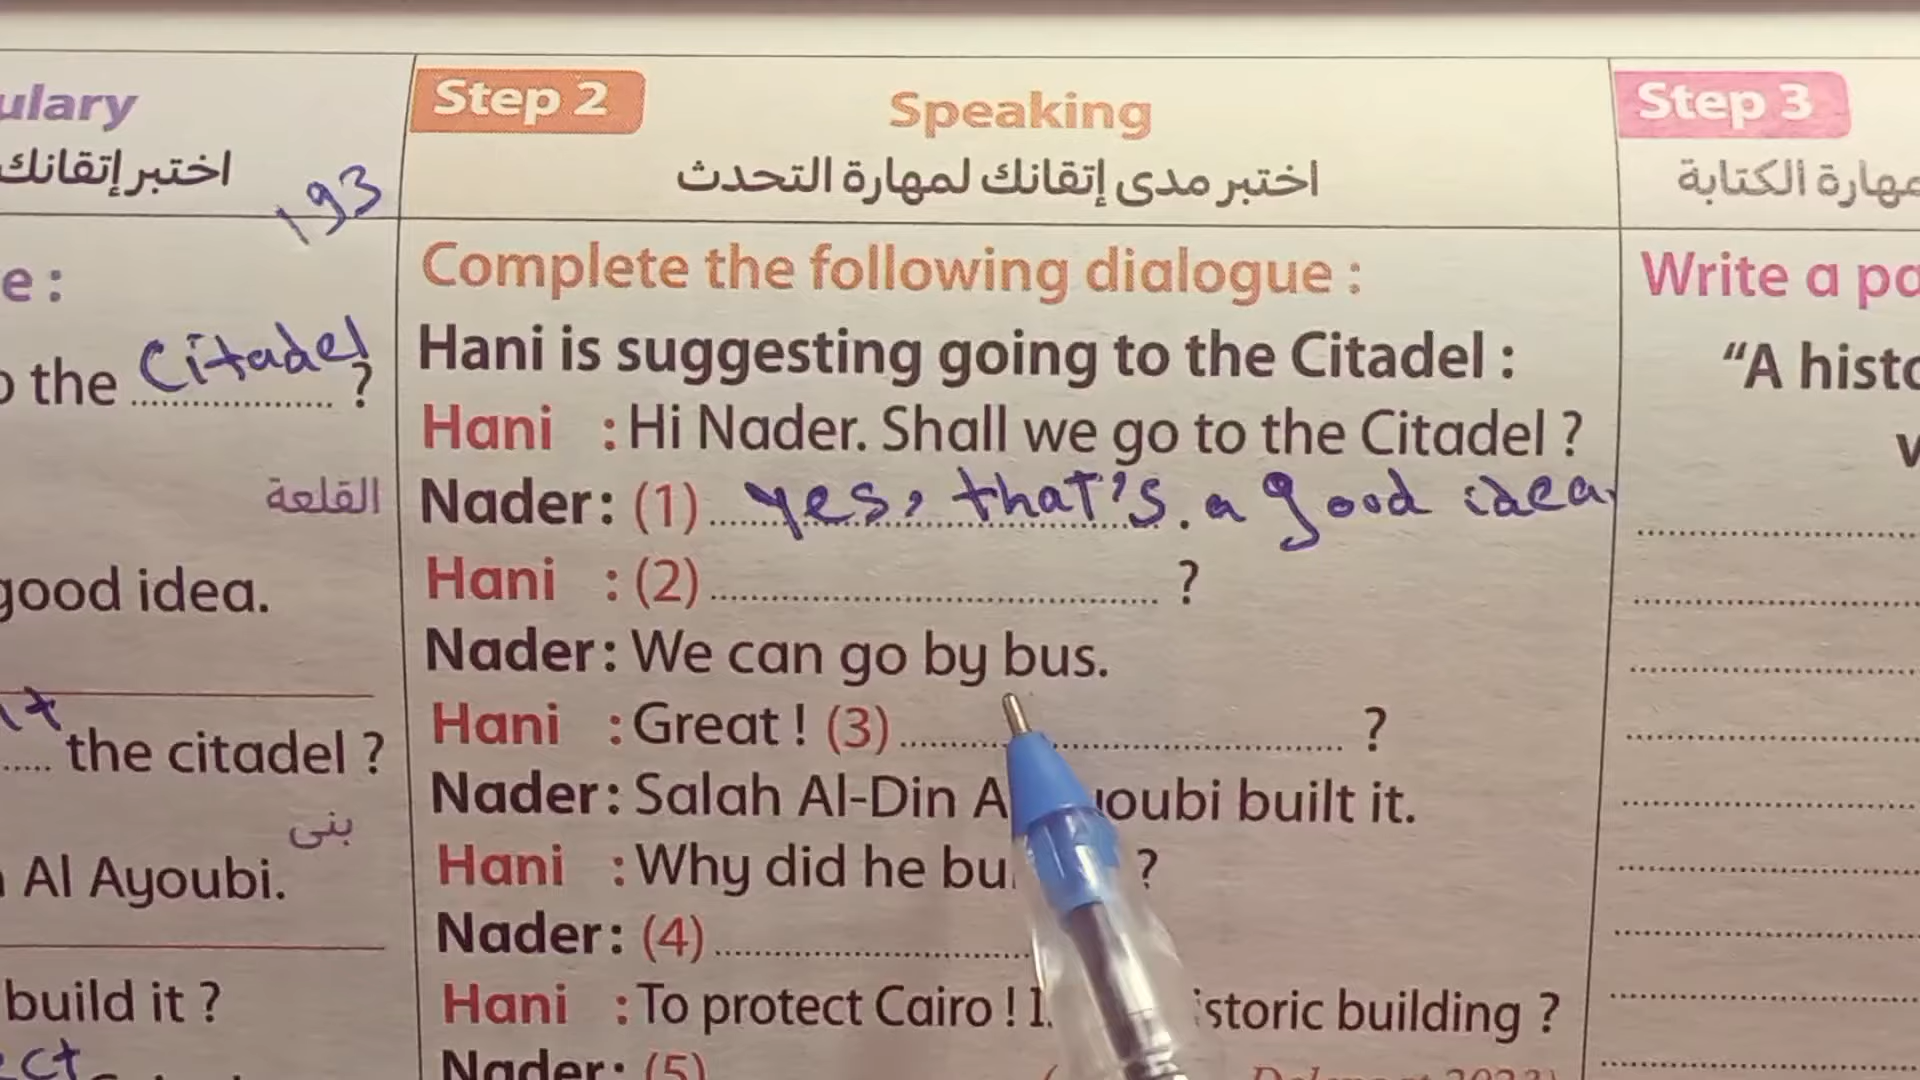 ulary
اختبر إتقانك
193
e :
o the Citadel ?
القلعة
good idea.
the citadel ?
بنى
Al Ayoubi.
build it ?
ect
Step 2
Speaking
اختبر مدى إتقانك لمهارة التحدث
Complete the following dialogue :
Hani is suggesting going to the Citadel :
Hani : Hi Nader. Shall we go to the Citadel ?
Nader: (1) yes, that's a good idea.
Hani : (2) ?
Nader: We can go by bus.
Hani : Great ! (3) ?
Nader: Salah Al-Din A youbi built it.
Hani : Why did he bu ?
Nader: (4)
Hani : To protect Cairo ! I storic building ?
Nader: (5)
Step 3
مهارة الكتابة
Write a pa
“A histo